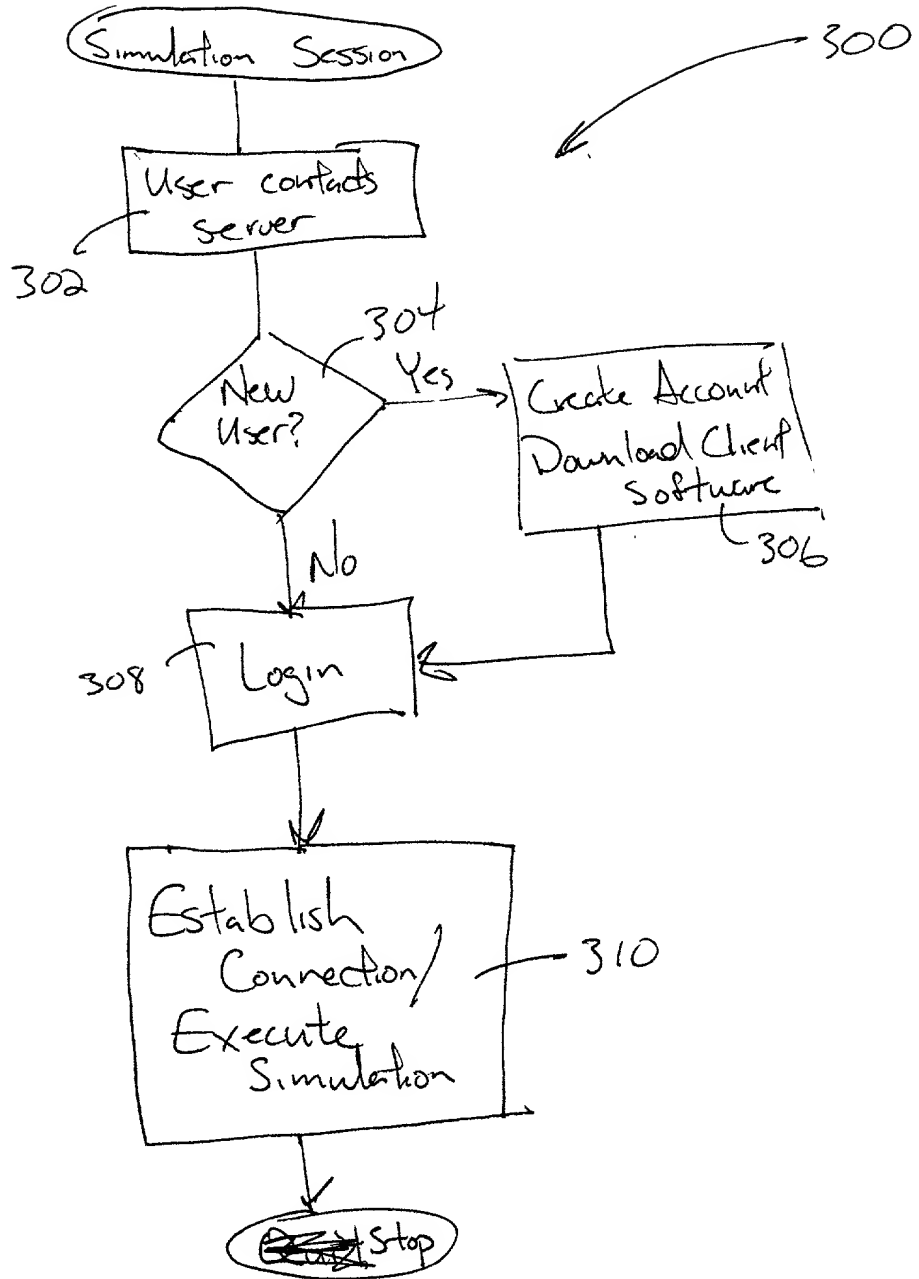 Simulation Session
300
User contacts
server
302
304
New
User?
Yes
Create Account
Download Client
Software
306
No
308
Login
Establish
Connection/
Execute
Simulation
310
Stop